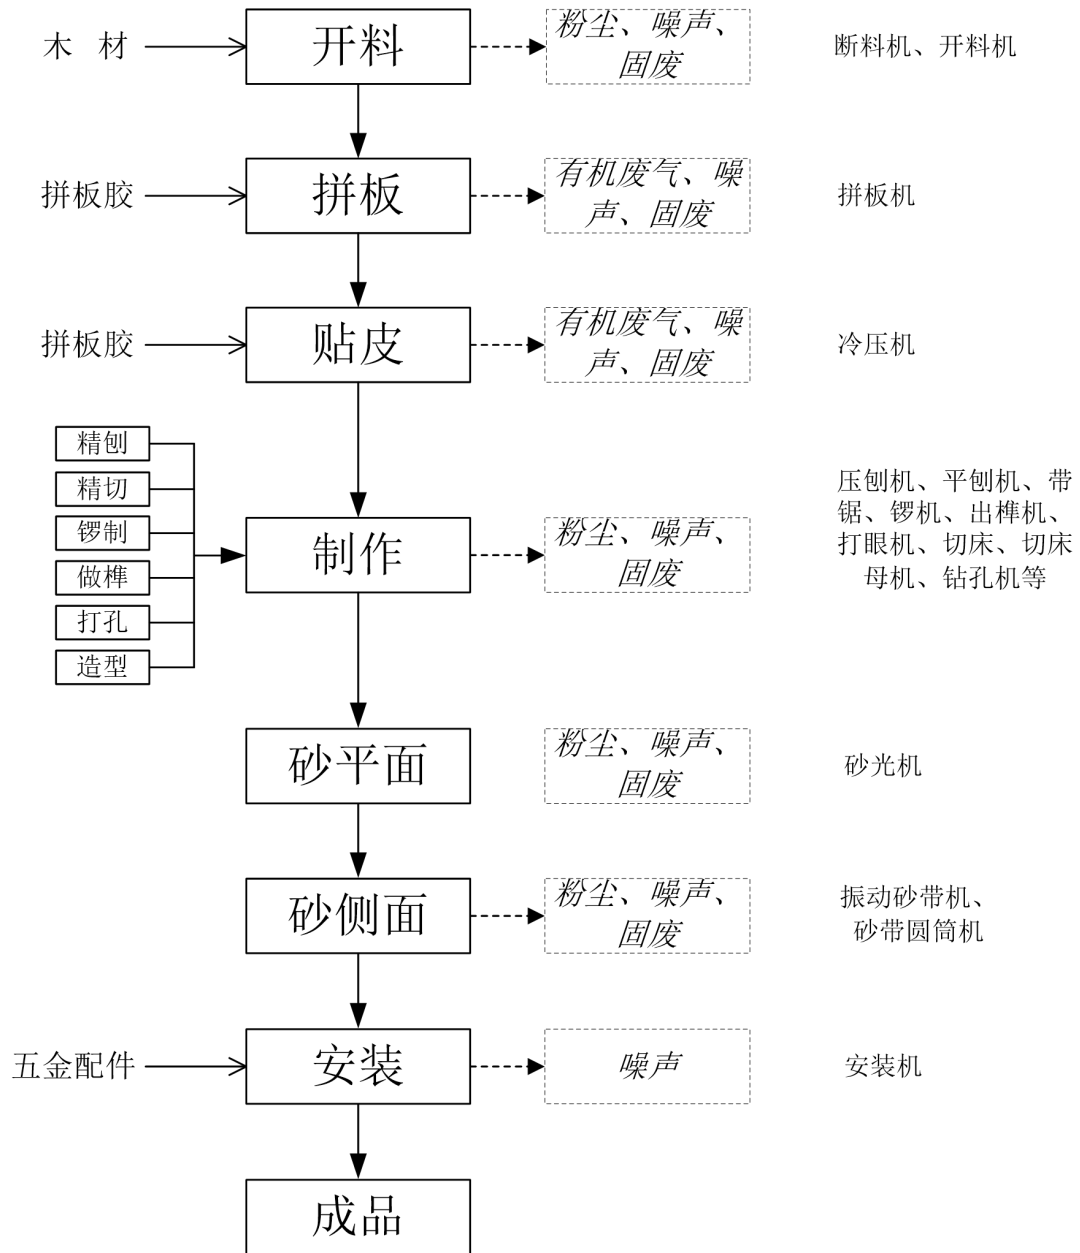 木 材
开料
粉尘、噪声、
固废
断料机、开料机
拼板胶
拼板
有机废气、噪
声、固废
拼板机
拼板胶
贴皮
有机废气、噪
声、固废
冷压机
精刨
精切
锣制
做榫
打孔
造型
制作
粉尘、噪声、
固废
压刨机、平刨机、带
锯、锣机、出榫机、
打眼机、切床、切床
母机、钻孔机等
砂平面
粉尘、噪声、
固废
砂光机
砂侧面
粉尘、噪声、
固废
振动砂带机、
砂带圆筒机
五金配件
安装
噪声
安装机
成品